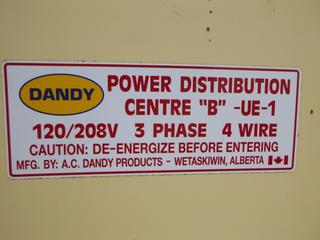 DANDY
POWER DISTRIBUTION
CENTRE "B" -UE-1
120/208V 3 PHASE 4 WIRE
CAUTION: DE-ENERGIZE BEFORE ENTERING
MFG. BY: A.C. DANDY PRODUCTS - WETASKIWIN, ALBERTA